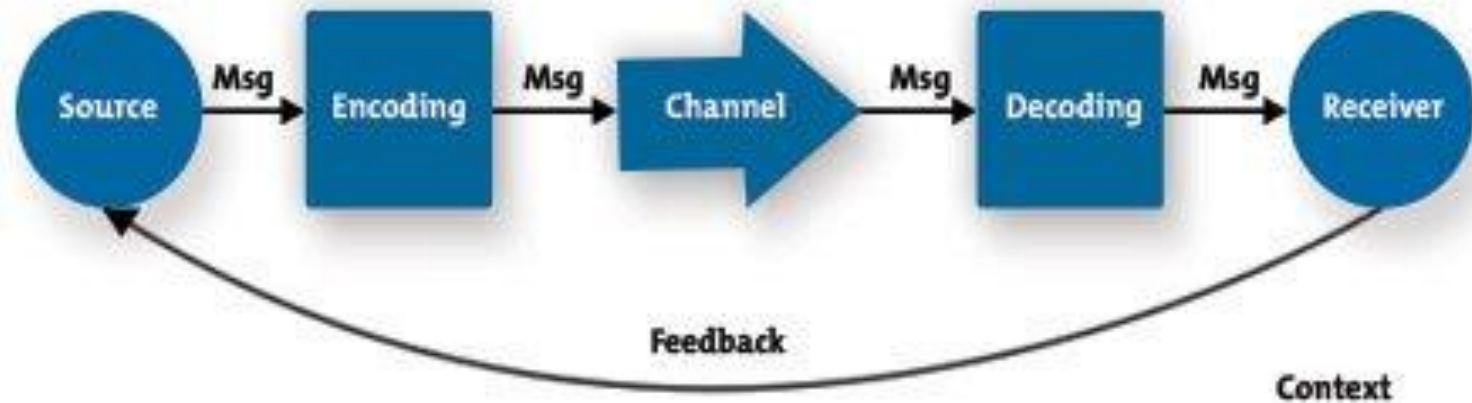 Msg Msg Msg Msg
Source Encoding Channel Decoding Receiver
Feedback
Context